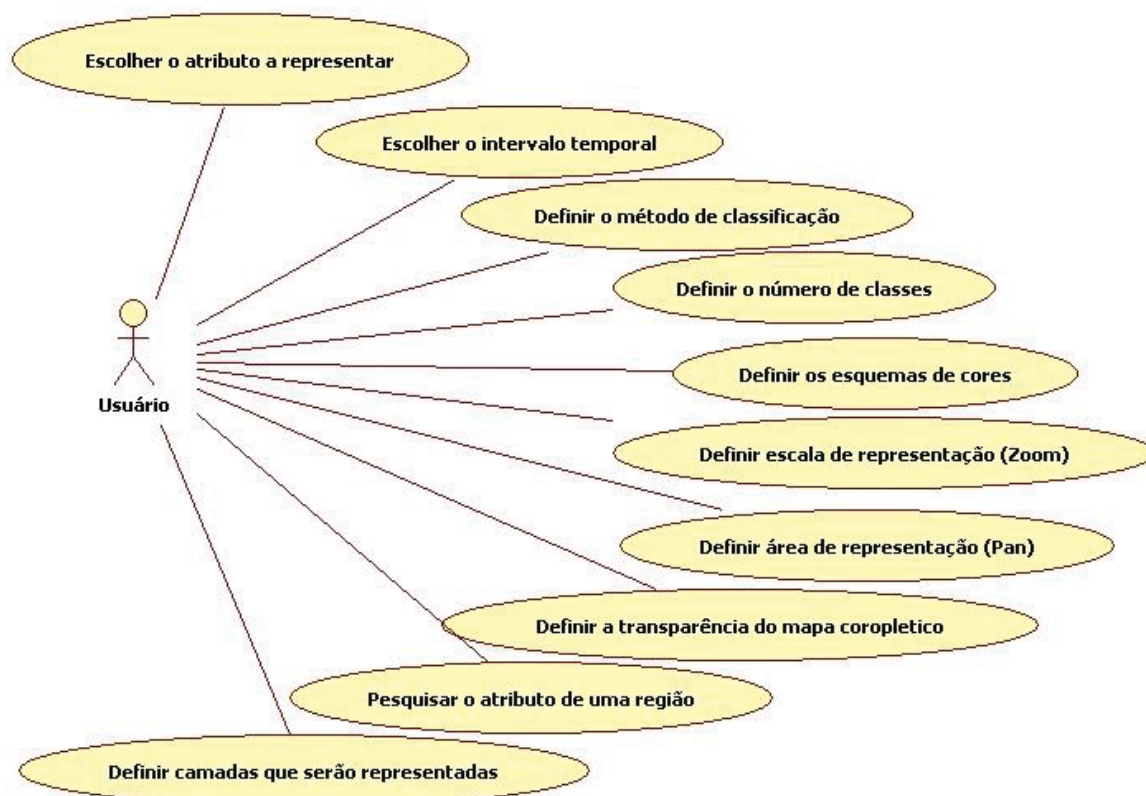 Escolher o atributo a representar
Escolher o intervalo temporal
Definir o método de classificação
Definir o número de classes
Definir os esquemas de cores
Usuário
Definir escala de representação (Zoom)
Definir área de representação (Pan)
Definir a transparência do mapa coropletico
Pesquisar o atributo de uma região
Definir camadas que serão representadas